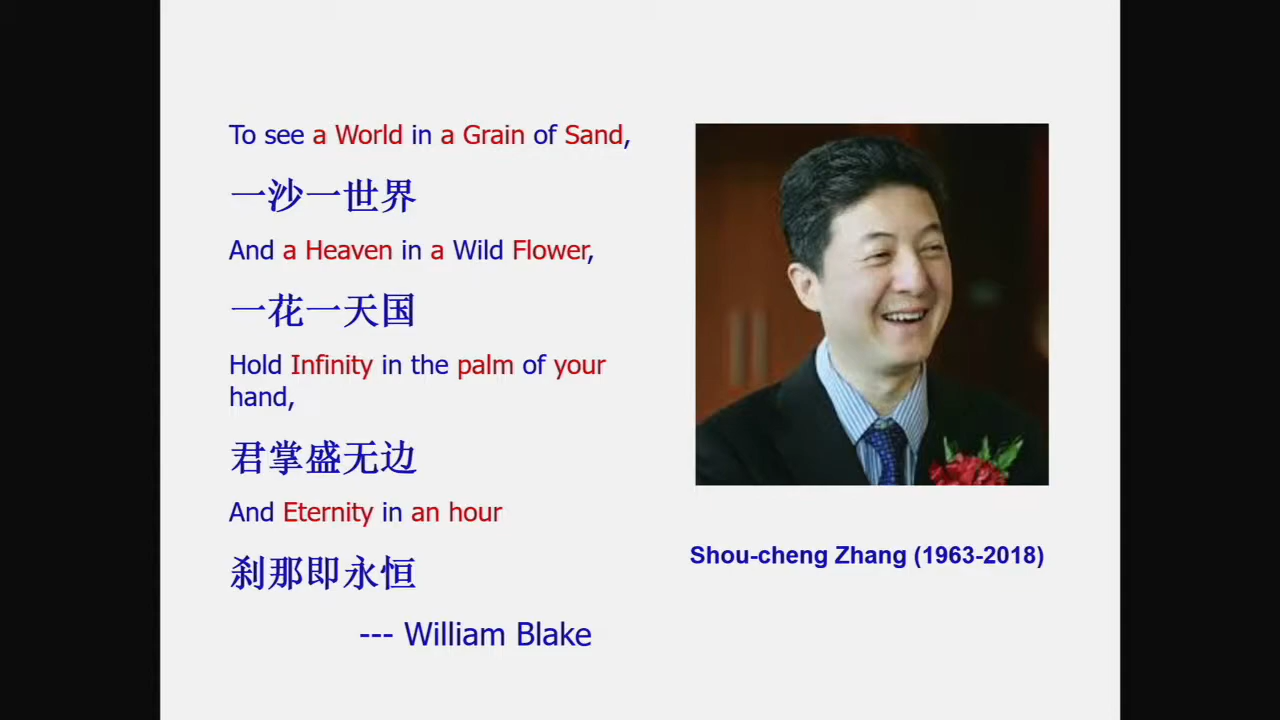 To see a World in a Grain of Sand,
一沙一世界
And a Heaven in a Wild Flower,
一花一天国
Hold Infinity in the palm of your
hand,
君掌盛无边
And Eternity in an hour
刹那即永恒
--- William Blake
Shou-cheng Zhang (1963-2018)